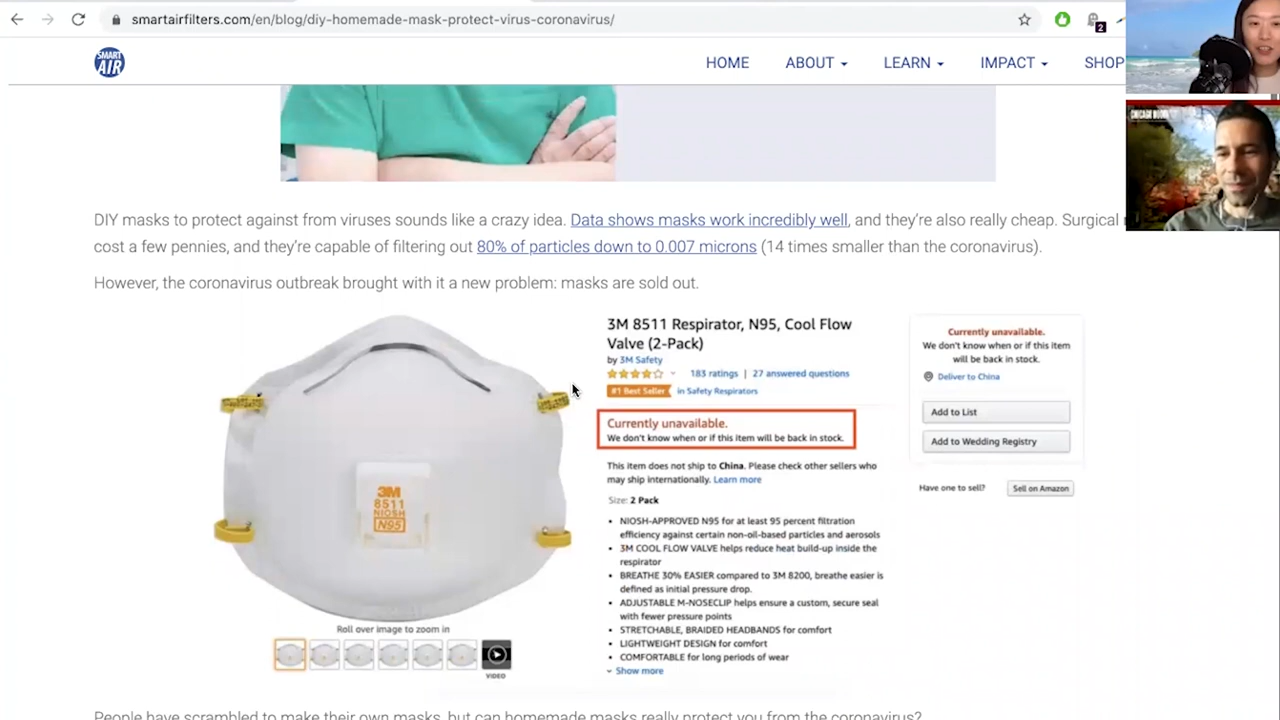 smartairfilters.com/en/blog/diy-homemade-mask-protect-virus-coronavirus/
2
SMART
AIR
HOME
ABOUT
LEARN
IMPACT
SHOP
DIY masks to protect against from viruses sounds like a crazy idea. Data shows masks work incredibly well, and they're also really cheap. Surgical
cost a few pennies, and they're capable of filtering out 80% of particles down to 0.007 microns (14 times smaller than the coronavirus).
However, the coronavirus outbreak brought with it a new problem: masks are sold out.
3M
8511
NIOSH
N95
Roll over image to zoom in
VIDEO
3M 8511 Respirator, N95, Cool Flow
Valve (2-Pack)
by 3M Safety
183 ratings | 27 answered questions
#1 Best Seller in Safety Respirators
Currently unavailable.
We don't know when or if this item will be back in stock.
This item does not ship to China. Please check other sellers who
may ship internationally. Learn more
Size: 2 Pack
• NIOSH-APPROVED N95 for at least 95 percent filtration
efficiency against certain non-oil-based particles and aerosols
• 3M COOL FLOW VALVE helps reduce heat build-up inside the
respirator
• BREATHE 30% EASIER compared to 3M 8200, breathe easier is
defined as initial pressure drop.
• ADJUSTABLE M-NOSECLIP helps ensure a custom, secure seal
with fewer pressure points
• STRETCHABLE, BRAIDED HEADBANDS for comfort
• LIGHTWEIGHT DESIGN for comfort
• COMFORTABLE for long periods of wear
Show more
Currently unavailable.
We don't know when or if this item
will be back in stock.
Deliver to China
Add to List
Add to Wedding Registry
Have one to sell?
Sell on Amazon
People have scrambled to make their own masks, but can homemade masks really protect you from the coronavirus?